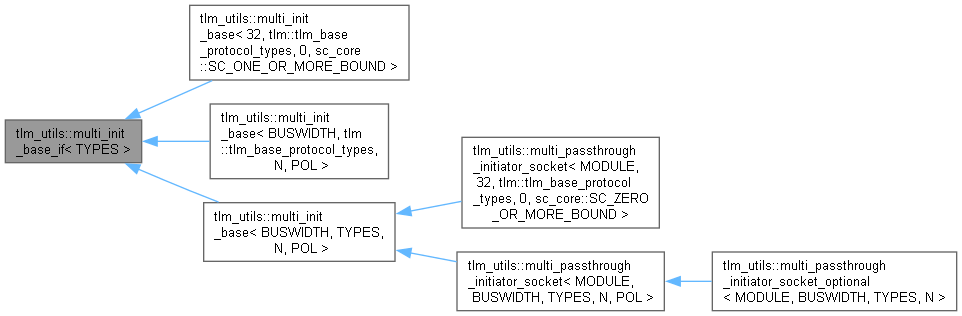 tlm_utils::multi_init
_base< 32, tlm::tlm_base
_protocol_types, 0, sc_core
::SC_ONE_OR_MORE_BOUND >
tlm_utils::multi_init
_base_if< TYPES >
tlm_utils::multi_init
_base< BUSWIDTH, tlm
::tlm_base_protocol_types,
N, POL >
tlm_utils::multi_init
_base< BUSWIDTH, TYPES,
N, POL >
tlm_utils::multi_passthrough
_initiator_socket< MODULE,
32, tlm::tlm_base_protocol
_types, 0, sc_core::SC_ZERO
_OR_MORE_BOUND >
tlm_utils::multi_passthrough
_initiator_socket< MODULE,
BUSWIDTH, TYPES, N, POL >
tlm_utils::multi_passthrough
_initiator_socket_optional
< MODULE, BUSWIDTH, TYPES, N >